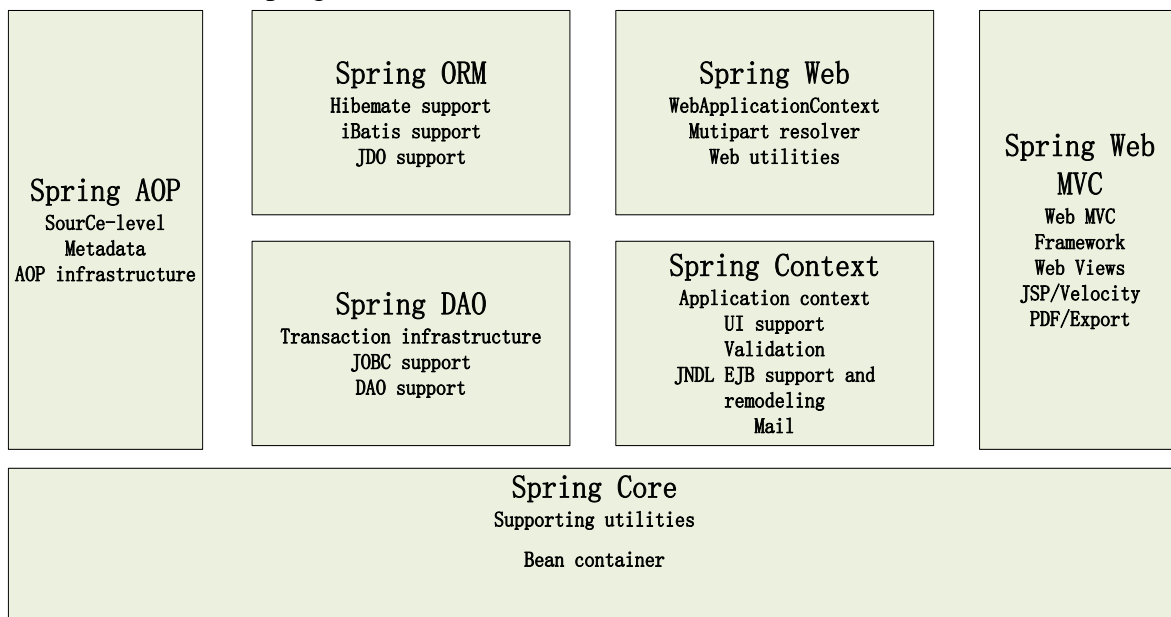 Spring AOP
SourCe-level
Metadata
AOP infrastructure
Spring ORM
Hibemate support
iBatis support
JDO support
Spring Web
WebApplicationContext
Mutipart resolver
Web utilities
Spring DAO
Transaction infrastructure
JOBC support
DAO support
Spring Context
Application context
UI support
Validation
JNDL EJB support and
remodeling
Mail
Spring Web
MVC
Web MVC
Framework
Web Views
JSP/Velocity
PDF/Export
Spring Core
Supporting utilities
Bean container